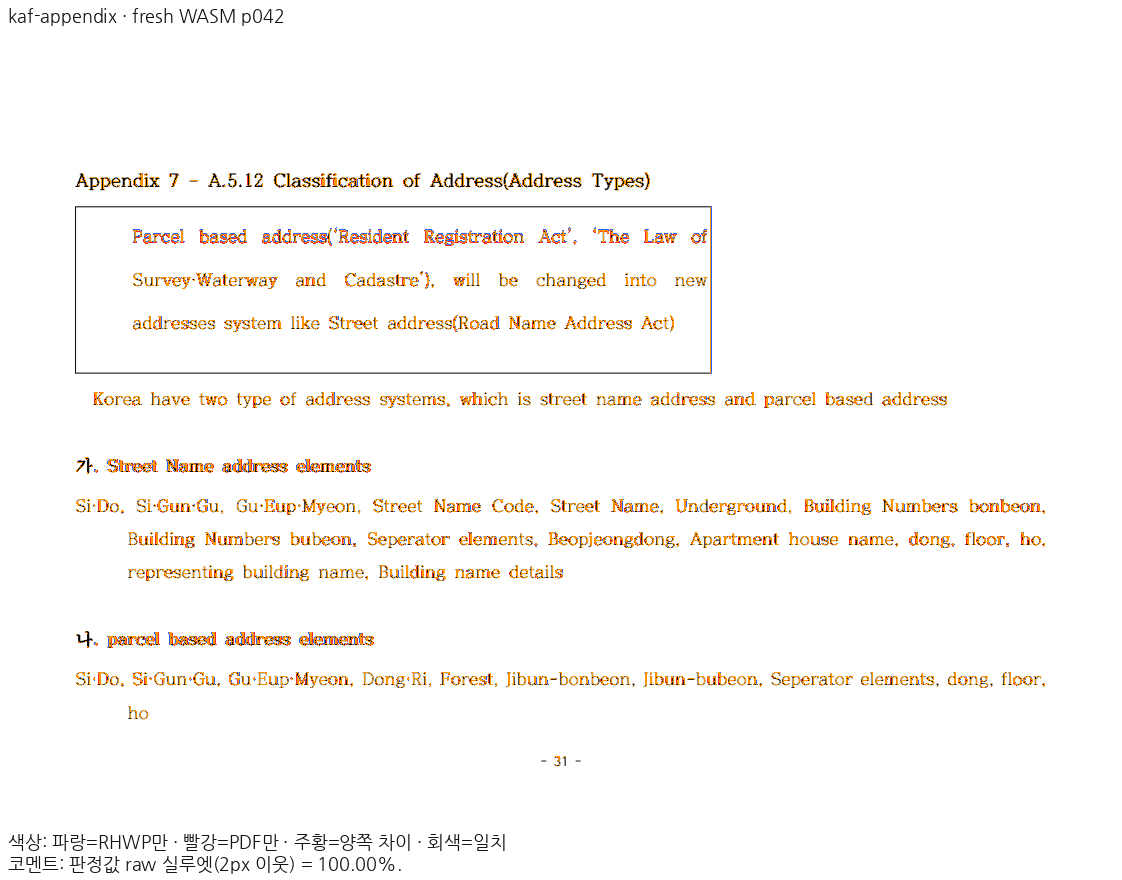 kaf-appendix · fresh WASM p042
Appendix 7 - A.5.12 Classification of Address(Address Types)
Parcel based address(‘Resident Registration Act’, ‘The Law of
Survey·Waterway and Cadastre’), will be changed into new
addresses system like Street address(Road Name Address Act)
Korea have two type of address systems, which is street name address and parcel based address
가. Street Name address elements
Si·Do, Si·Gun·Gu, Gu·Eup·Myeon, Street Name Code, Street Name, Underground, Building Numbers bonbeon,
Building Numbers bubeon, Seperator elements, Beopjeongdong, Apartment house name, dong, floor, ho,
representing building name, Building name details
나. parcel based address elements
Si·Do, Si·Gun·Gu, Gu·Eup·Myeon, Dong·Ri, Forest, Jibun-bonbeon, Jibun-bubeon, Seperator elements, dong, floor,
ho
- 31 -
색상: 파랑=RHWP만 · 빨강=PDF만 · 주황=양쪽 차이 · 회색=일치
코멘트: 판정값 raw 실루엣(2px 이웃) = 100.00%.